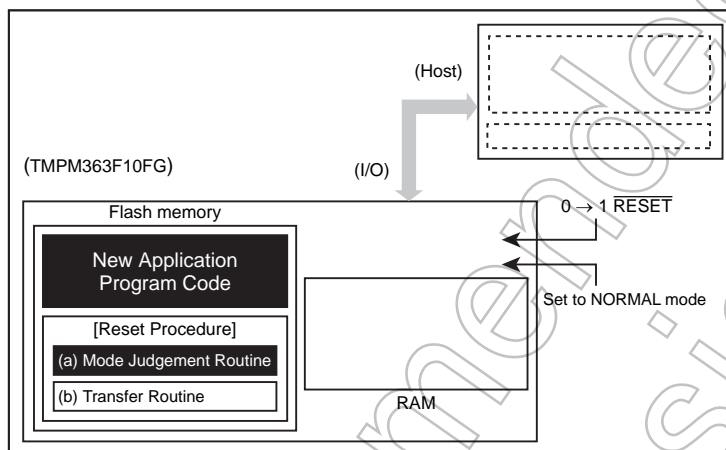 (Host)
(TMPM363F10FG)
(I/O)
Flash memory
0 → 1 RESET
New Application
Program Code
Set to NORMAL mode
[Reset Procedure]
(a) Mode Judgement Routine
(b) Transfer Routine
RAM